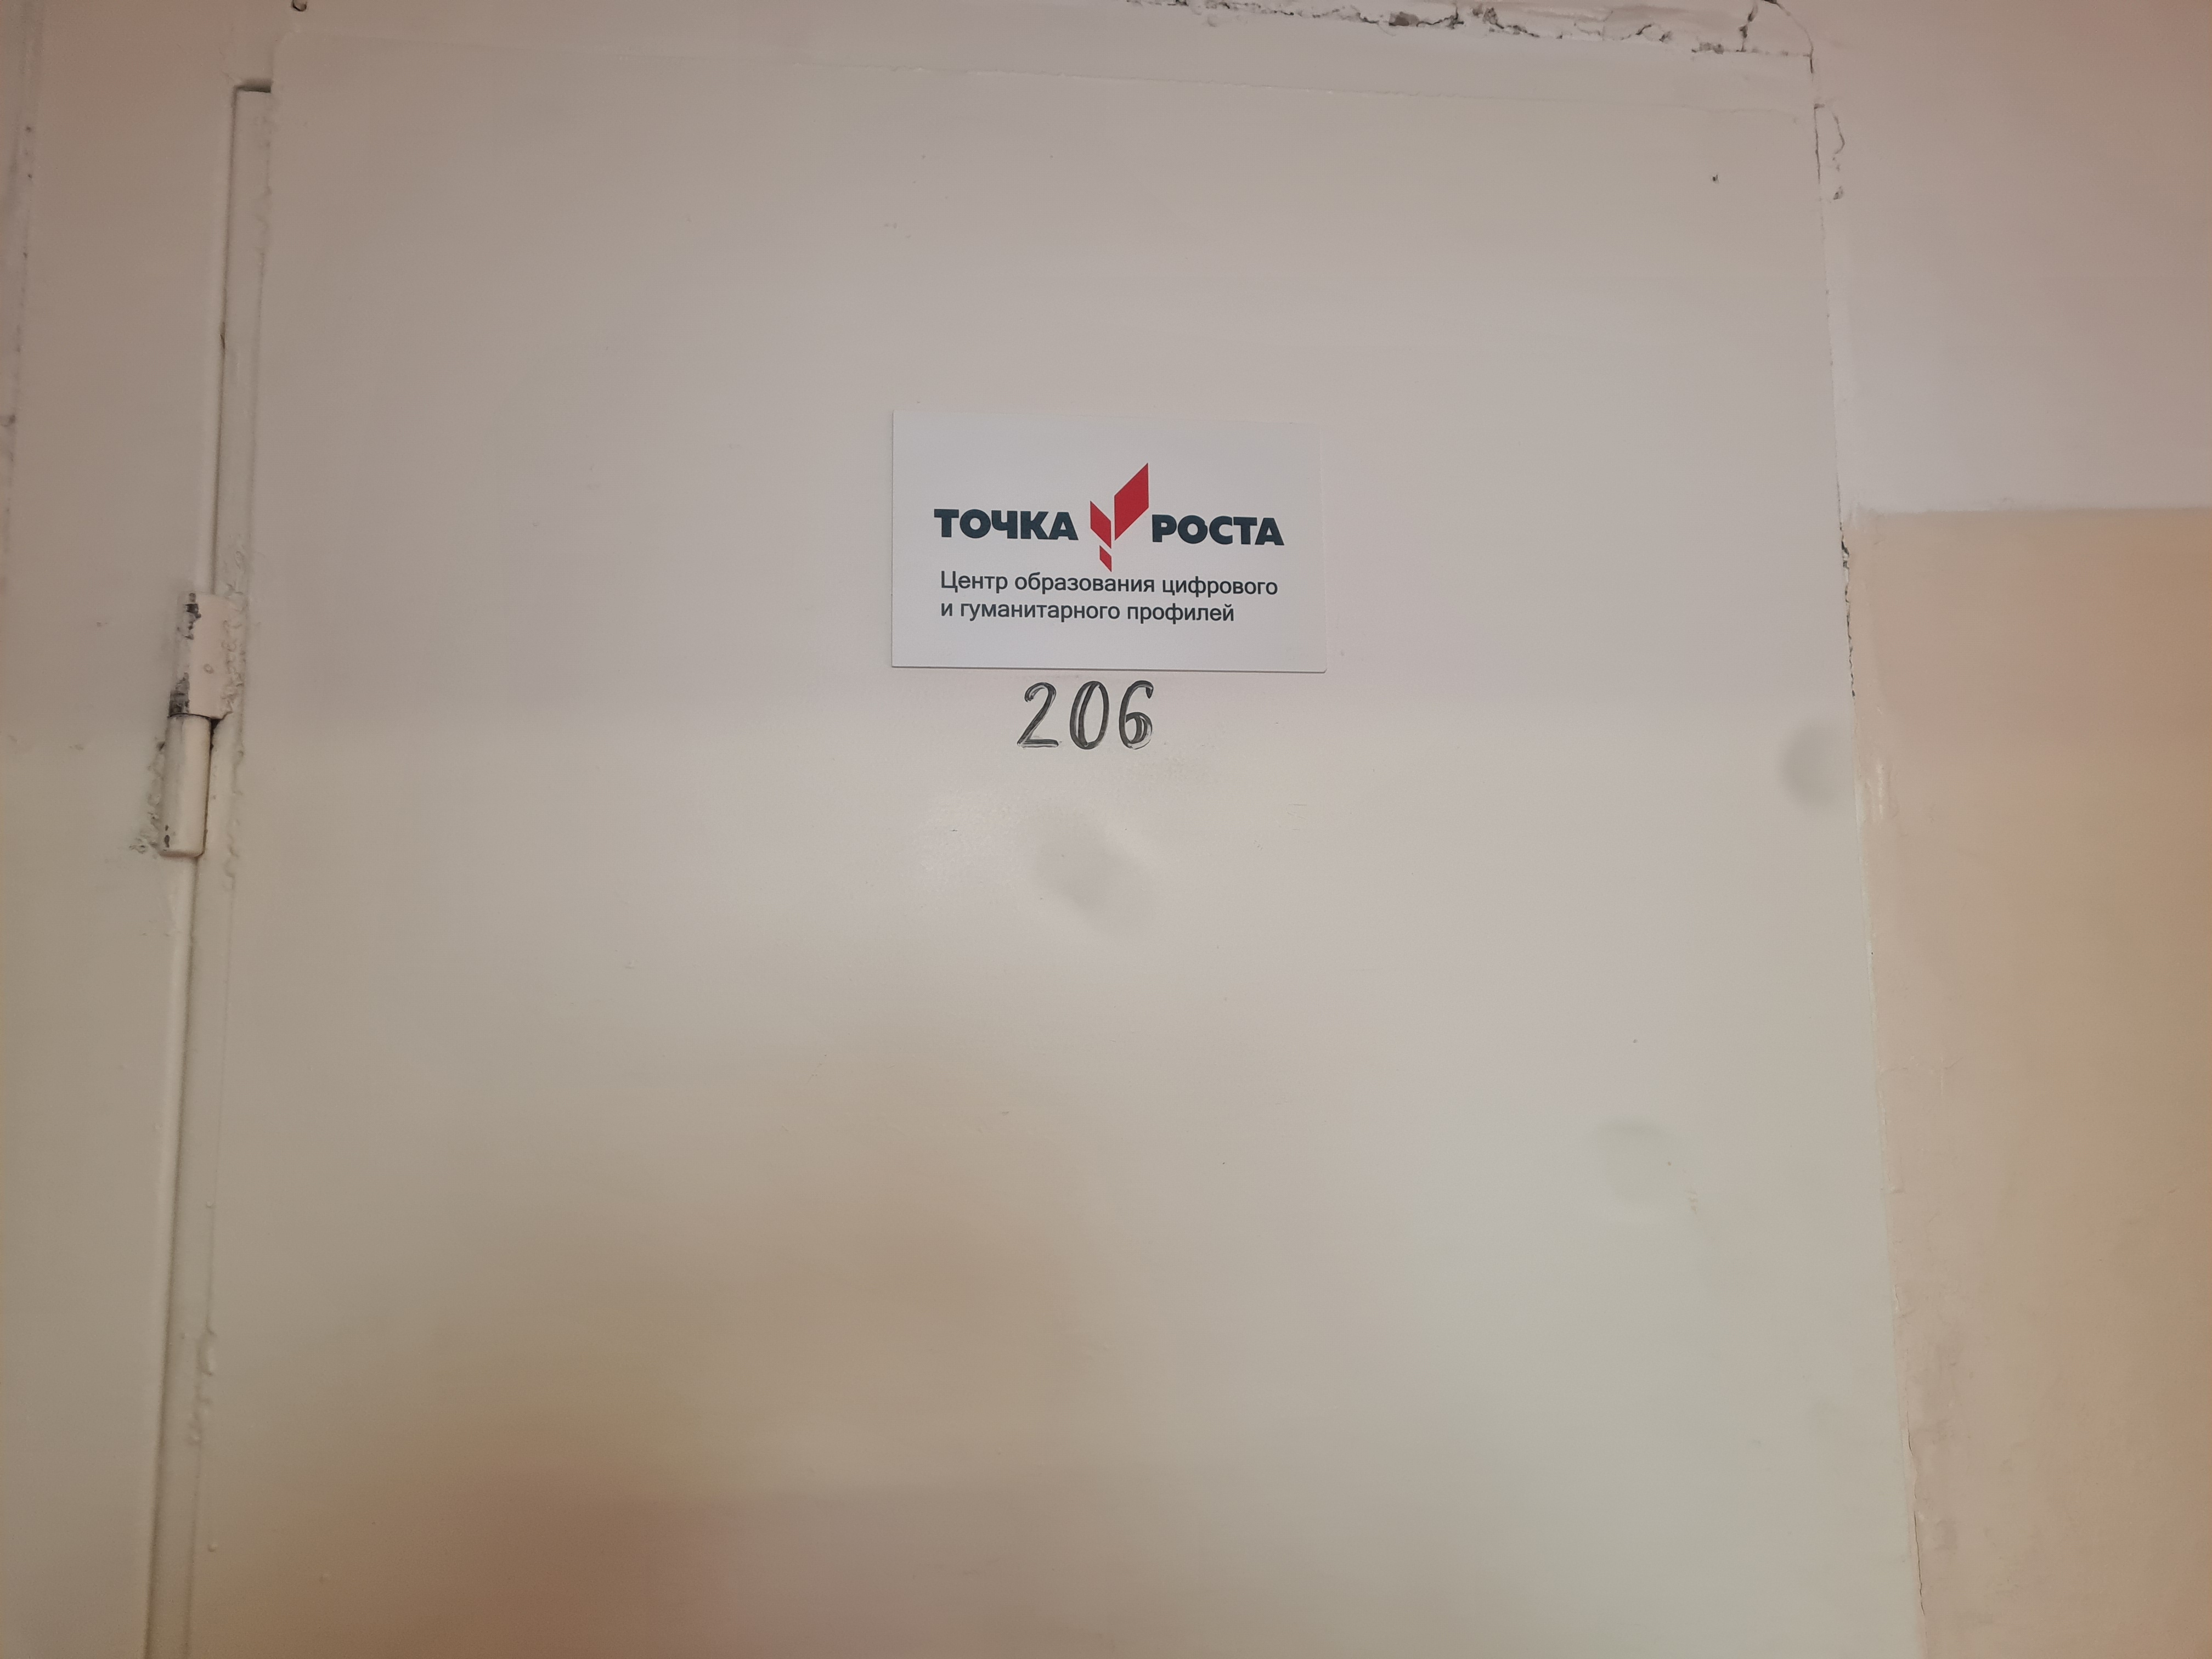 ТОЧКА РОСТА
Центр образования цифрового
и гуманитарного профилей
206